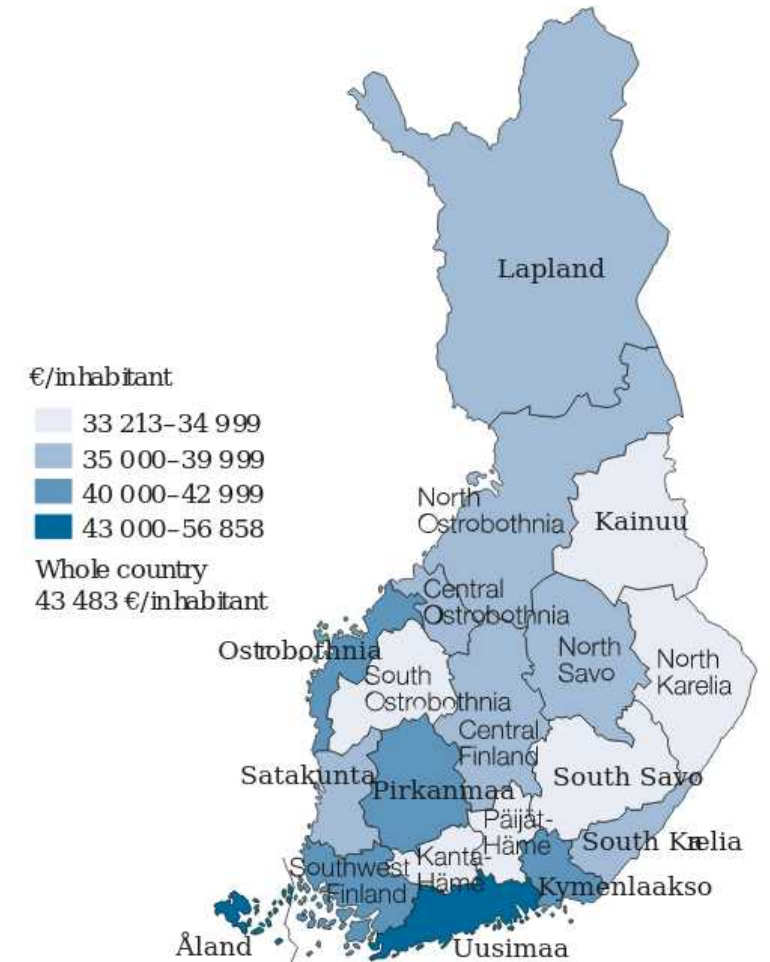 Lapland
€/inhabitant
33 213–34 999
35 000–39 999
40 000–42 999
43 000–56 858
Whole country
43 483 €/inhabitant
North
Ostrobothnia
Kainuu
Central
Ostrobothnia
Ostrobothnia
South
Ostrobothnia
North
Savo
North
Karelia
Central
Finland
Satakunta
Pirkanmaa
South Savo
Päijät-
Häme
South Karelia
Kanta-
Häme
Southwest
Finland
Kymenlaakso
Åland
Uusimaa